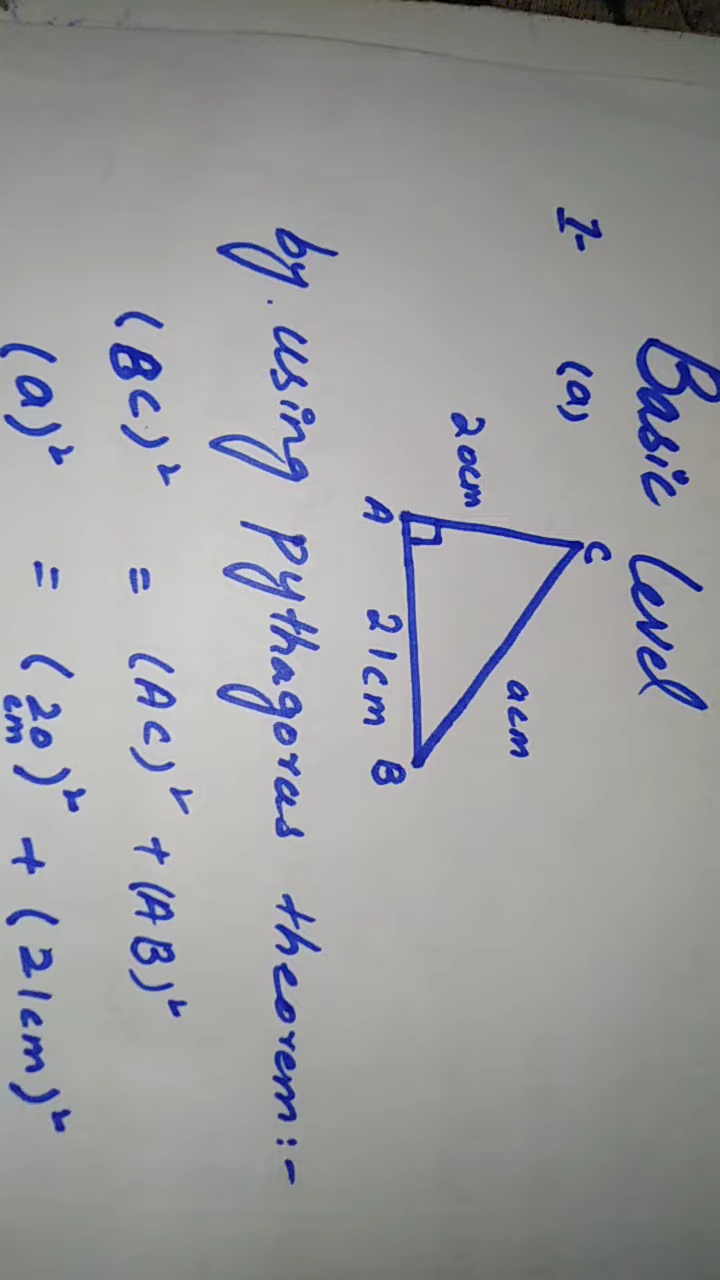 Basic Level
1- (a)
C
20cm
acm
A
21cm
B
by. using Pythagoras theorem:-
(BC)² = (AC)² + (AB)²
(a)² = (20cm)² + (21cm)²